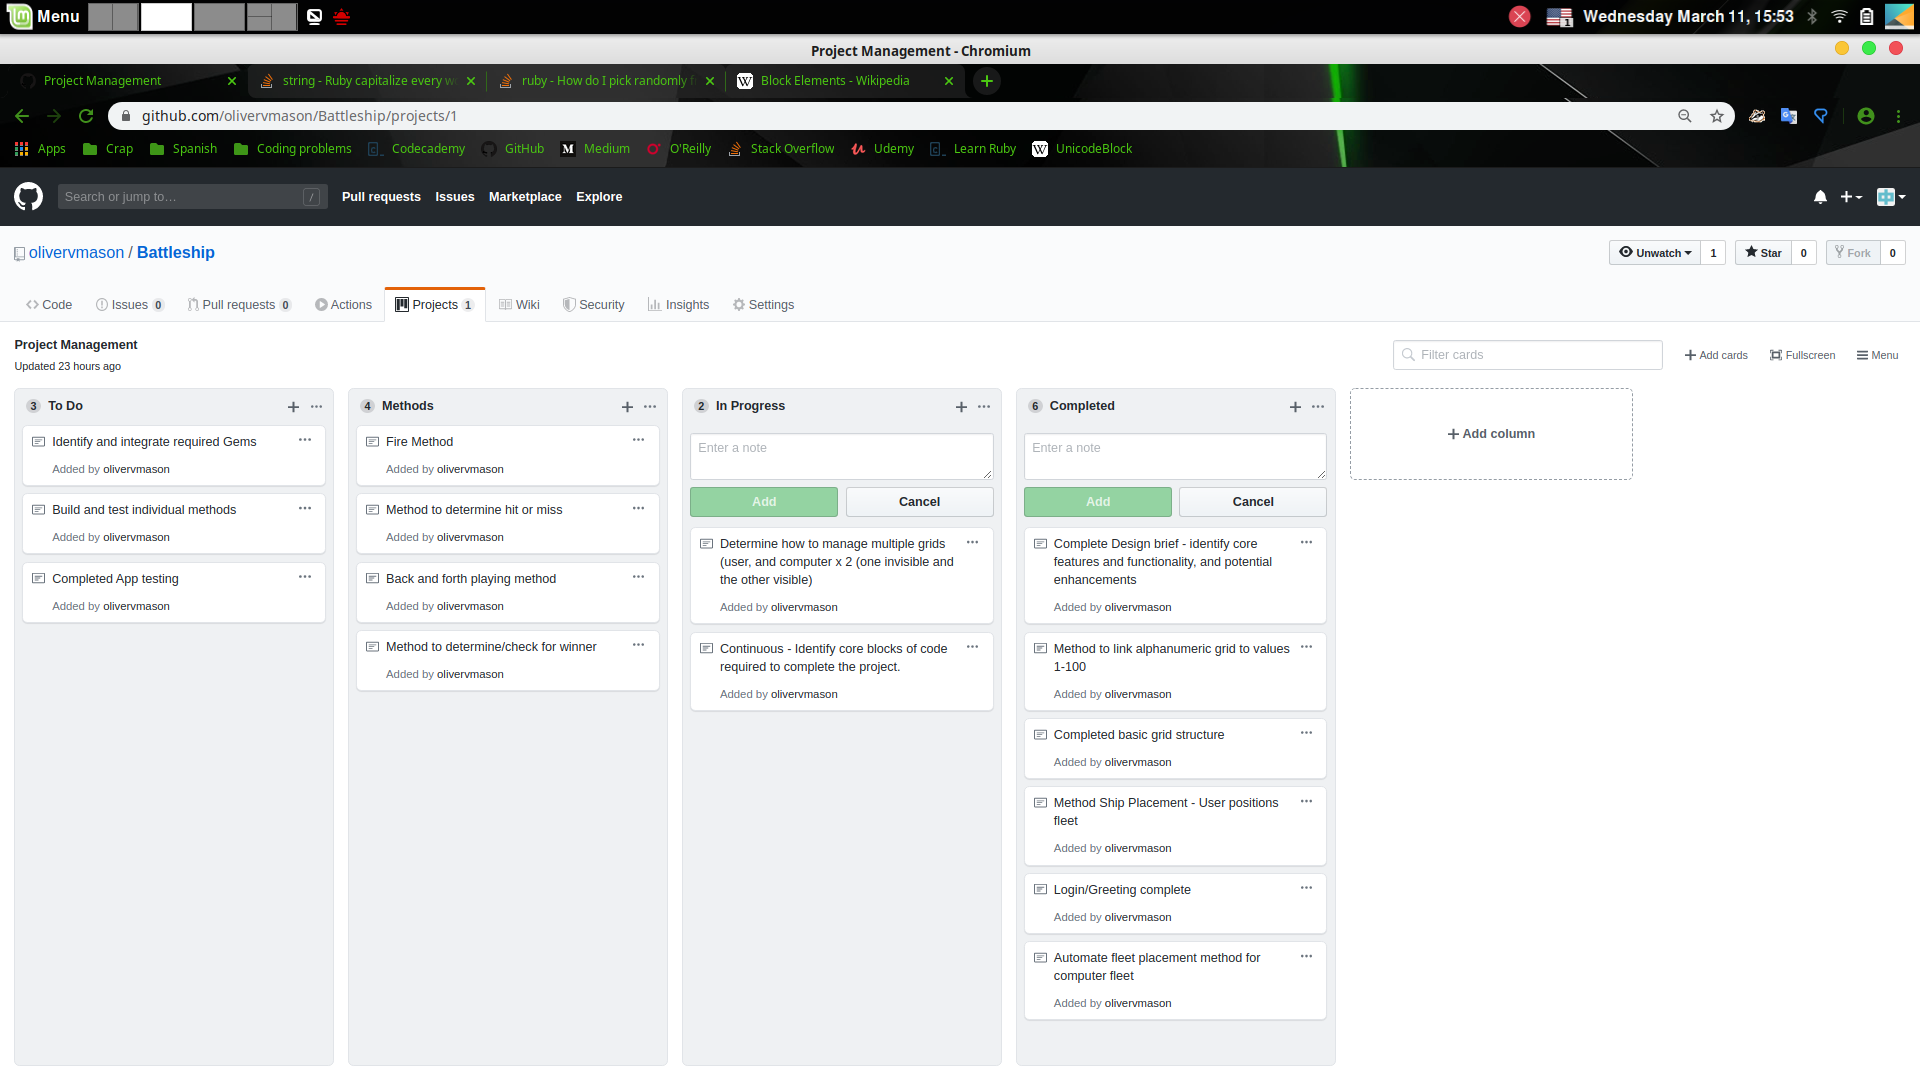 Menu
1
Wednesday March 11, 15:53
Project Management - Chromium
Project Management
string - Ruby capitalize every w
ruby - How do I pick randomly f
Block Elements - Wikipedia
github.com/olivervmason/Battleship/projects/1
Apps
Crap
Spanish
Coding problems
Codecademy
GitHub
Medium
O'Reilly
Stack Overflow
Udemy
Learn Ruby
UnicodeBlock
Search or jump to…
/
Pull requests
Issues
Marketplace
Explore
olivervmason / Battleship
Unwatch 1
Star 0
Fork 0
Code
Issues 0
Pull requests 0
Actions
Projects 1
Wiki
Security
Insights
Settings
Project Management
Updated 23 hours ago
Filter cards
Add cards
Fullscreen
Menu
3 To Do
Identify and integrate required Gems
Added by olivervmason
Build and test individual methods
Added by olivervmason
Completed App testing
Added by olivervmason
4 Methods
Fire Method
Added by olivervmason
Method to determine hit or miss
Added by olivervmason
Back and forth playing method
Added by olivervmason
Method to determine/check for winner
Added by olivervmason
2 In Progress
Enter a note
Add
Cancel
Determine how to manage multiple grids
(user, and computer x 2 (one invisible and
the other visible)
Added by olivervmason
Continuous - Identify core blocks of code
required to complete the project.
Added by olivervmason
6 Completed
Enter a note
Add
Cancel
Complete Design brief - identify core
features and functionality, and potential
enhancements
Added by olivervmason
Method to link alphanumeric grid to values
1-100
Added by olivervmason
Completed basic grid structure
Added by olivervmason
Method Ship Placement - User positions
fleet
Added by olivervmason
Login/Greeting complete
Added by olivervmason
Automate fleet placement method for
computer fleet
Added by olivervmason
Add column